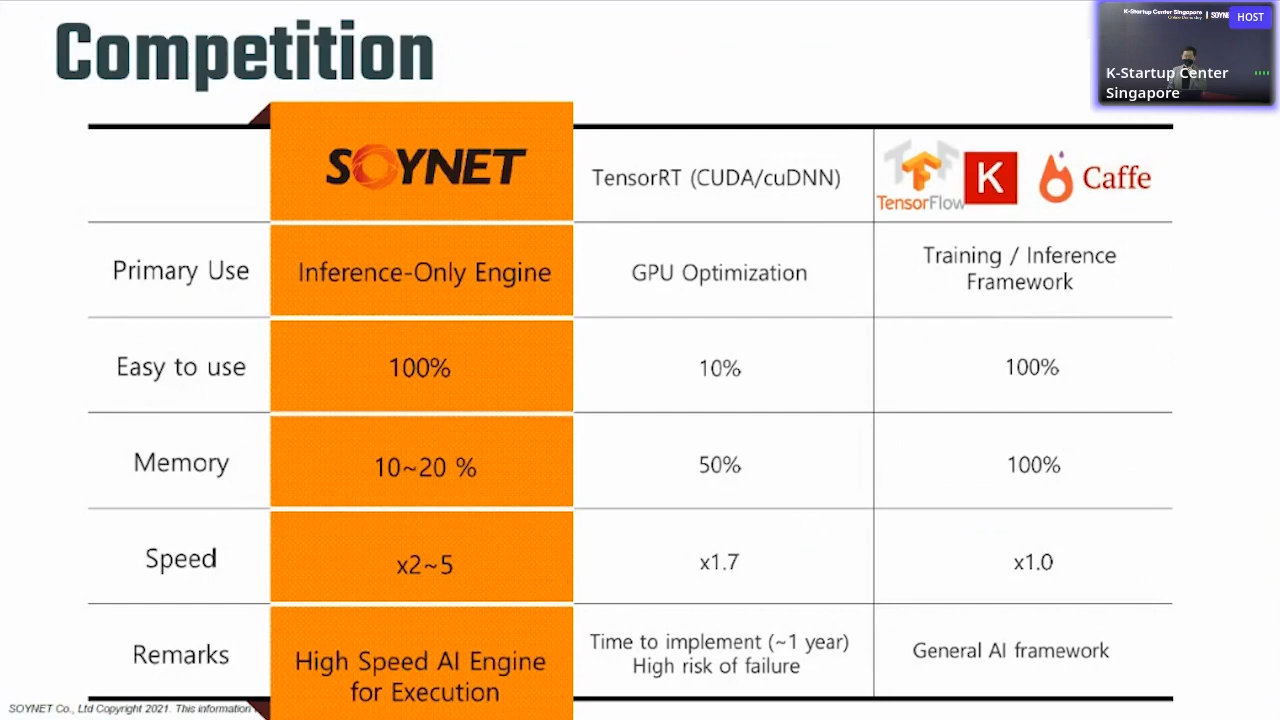 Competition
K-Startup Center Singapore
SOYNET
HOST
K-Startup Center
Singapore
SOYNET
TensorRT (CUDA/cuDNN)
TensorFlow
K
Caffe
Primary Use
Inference-Only Engine
GPU Optimization
Training / Inference
Framework
Easy to use
100%
10%
100%
Memory
10~20 %
50%
100%
Speed
x2~5
x1.7
x1.0
Remarks
High Speed AI Engine
for Execution
Time to implement (~1 year)
High risk of failure
General AI framework
SOYNET Co., Ltd Copyright 2021. This information